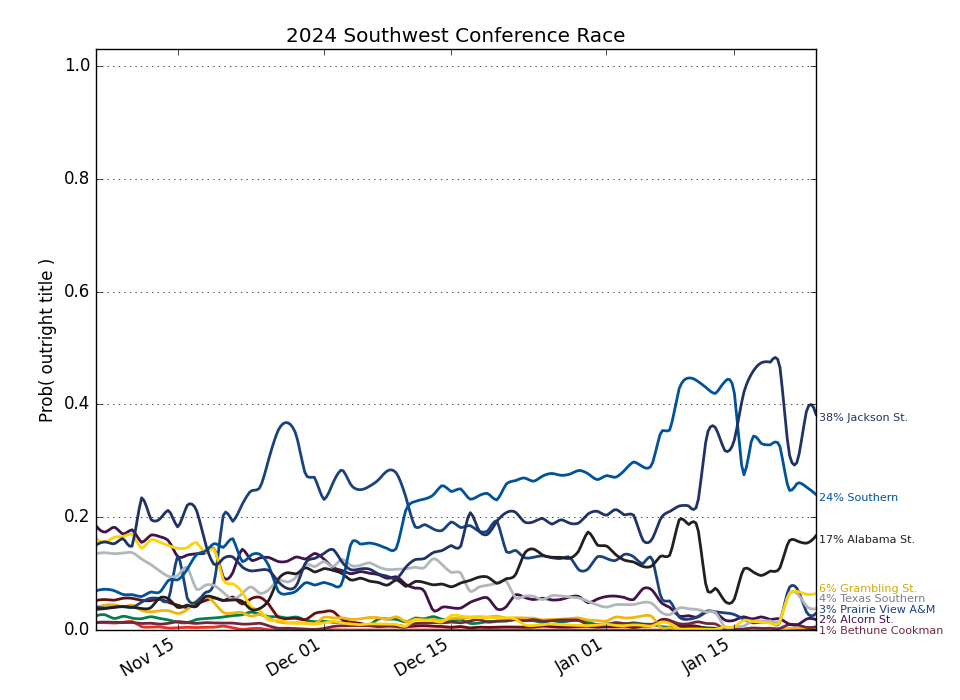 2024 Southwest Conference Race
Prob( outright title )
1.0
0.8
0.6
0.4
0.2
0.0
Nov 15
Dec 01
Dec 15
Jan 01
Jan 15
38% Jackson St.
24% Southern
17% Alabama St.
6% Grambling St.
4% Texas Southern
3% Prairie View A&M
2% Alcorn St.
1% Bethune Cookman